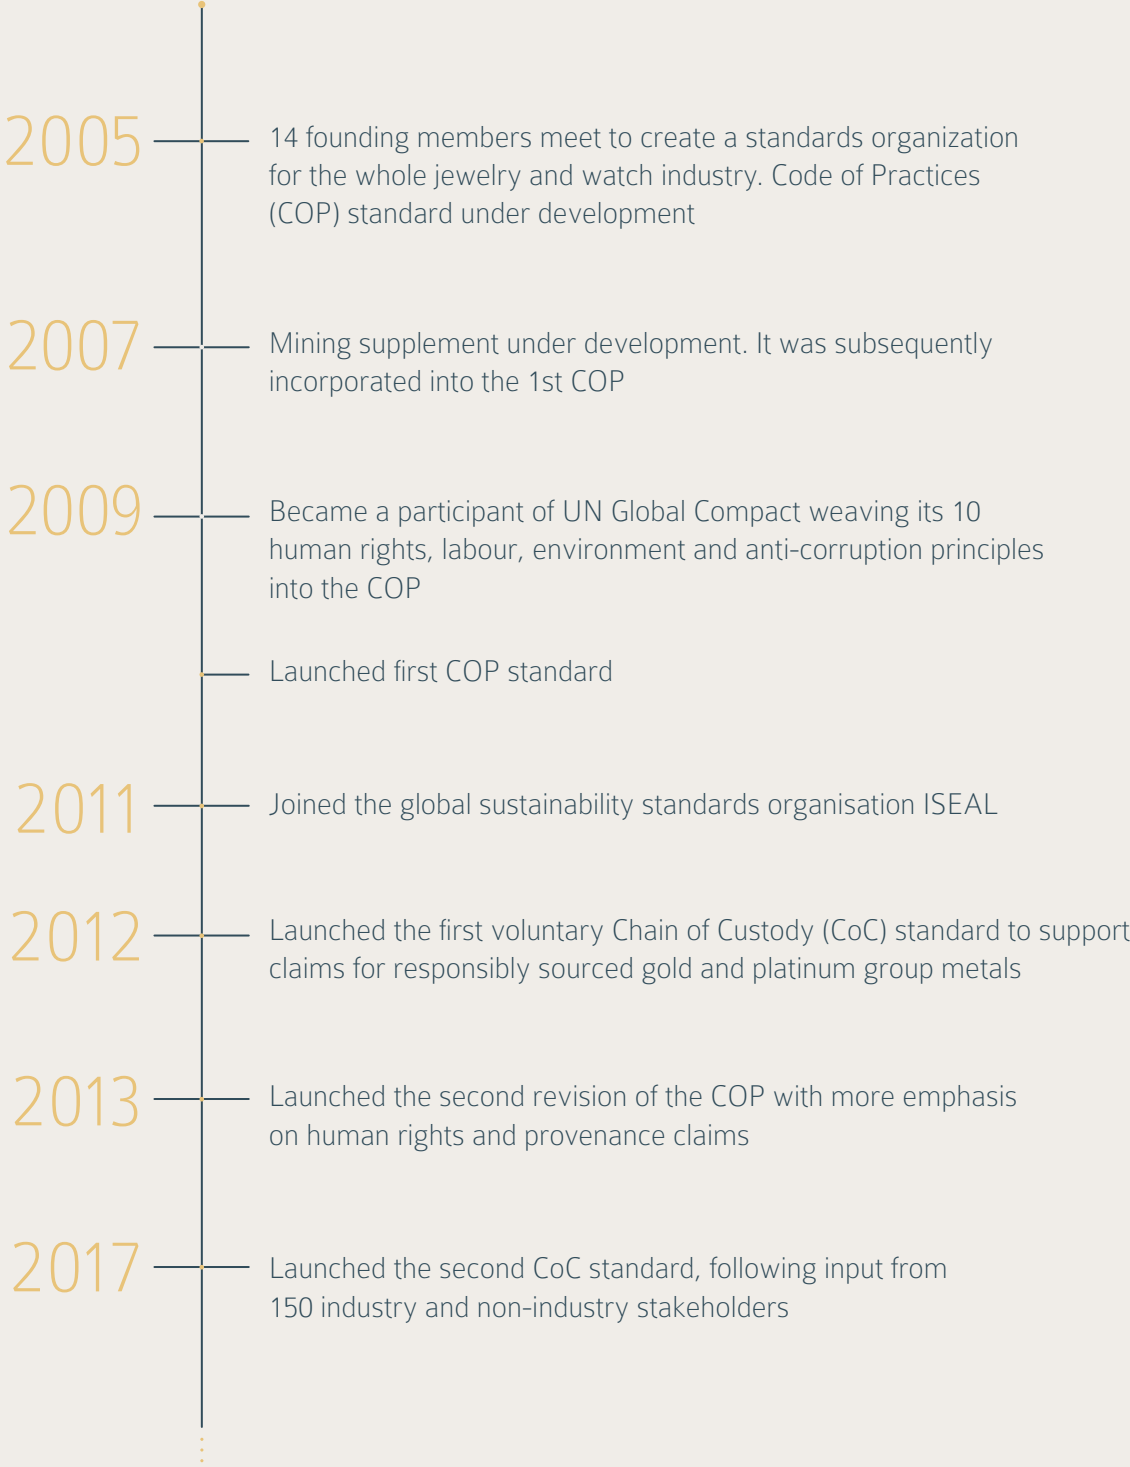 2005
14 founding members meet to create a standards organization
for the whole jewelry and watch industry. Code of Practices
(COP) standard under development
2007
Mining supplement under development. It was subsequently
incorporated into the 1st COP
2009
Became a participant of UN Global Compact weaving its 10
human rights, labour, environment and anti-corruption principles
into the COP
Launched first COP standard
2011
Joined the global sustainability standards organisation ISEAL
2012
Launched the first voluntary Chain of Custody (CoC) standard to support
claims for responsibly sourced gold and platinum group metals
2013
Launched the second revision of the COP with more emphasis
on human rights and provenance claims
2017
Launched the second CoC standard, following input from
150 industry and non-industry stakeholders